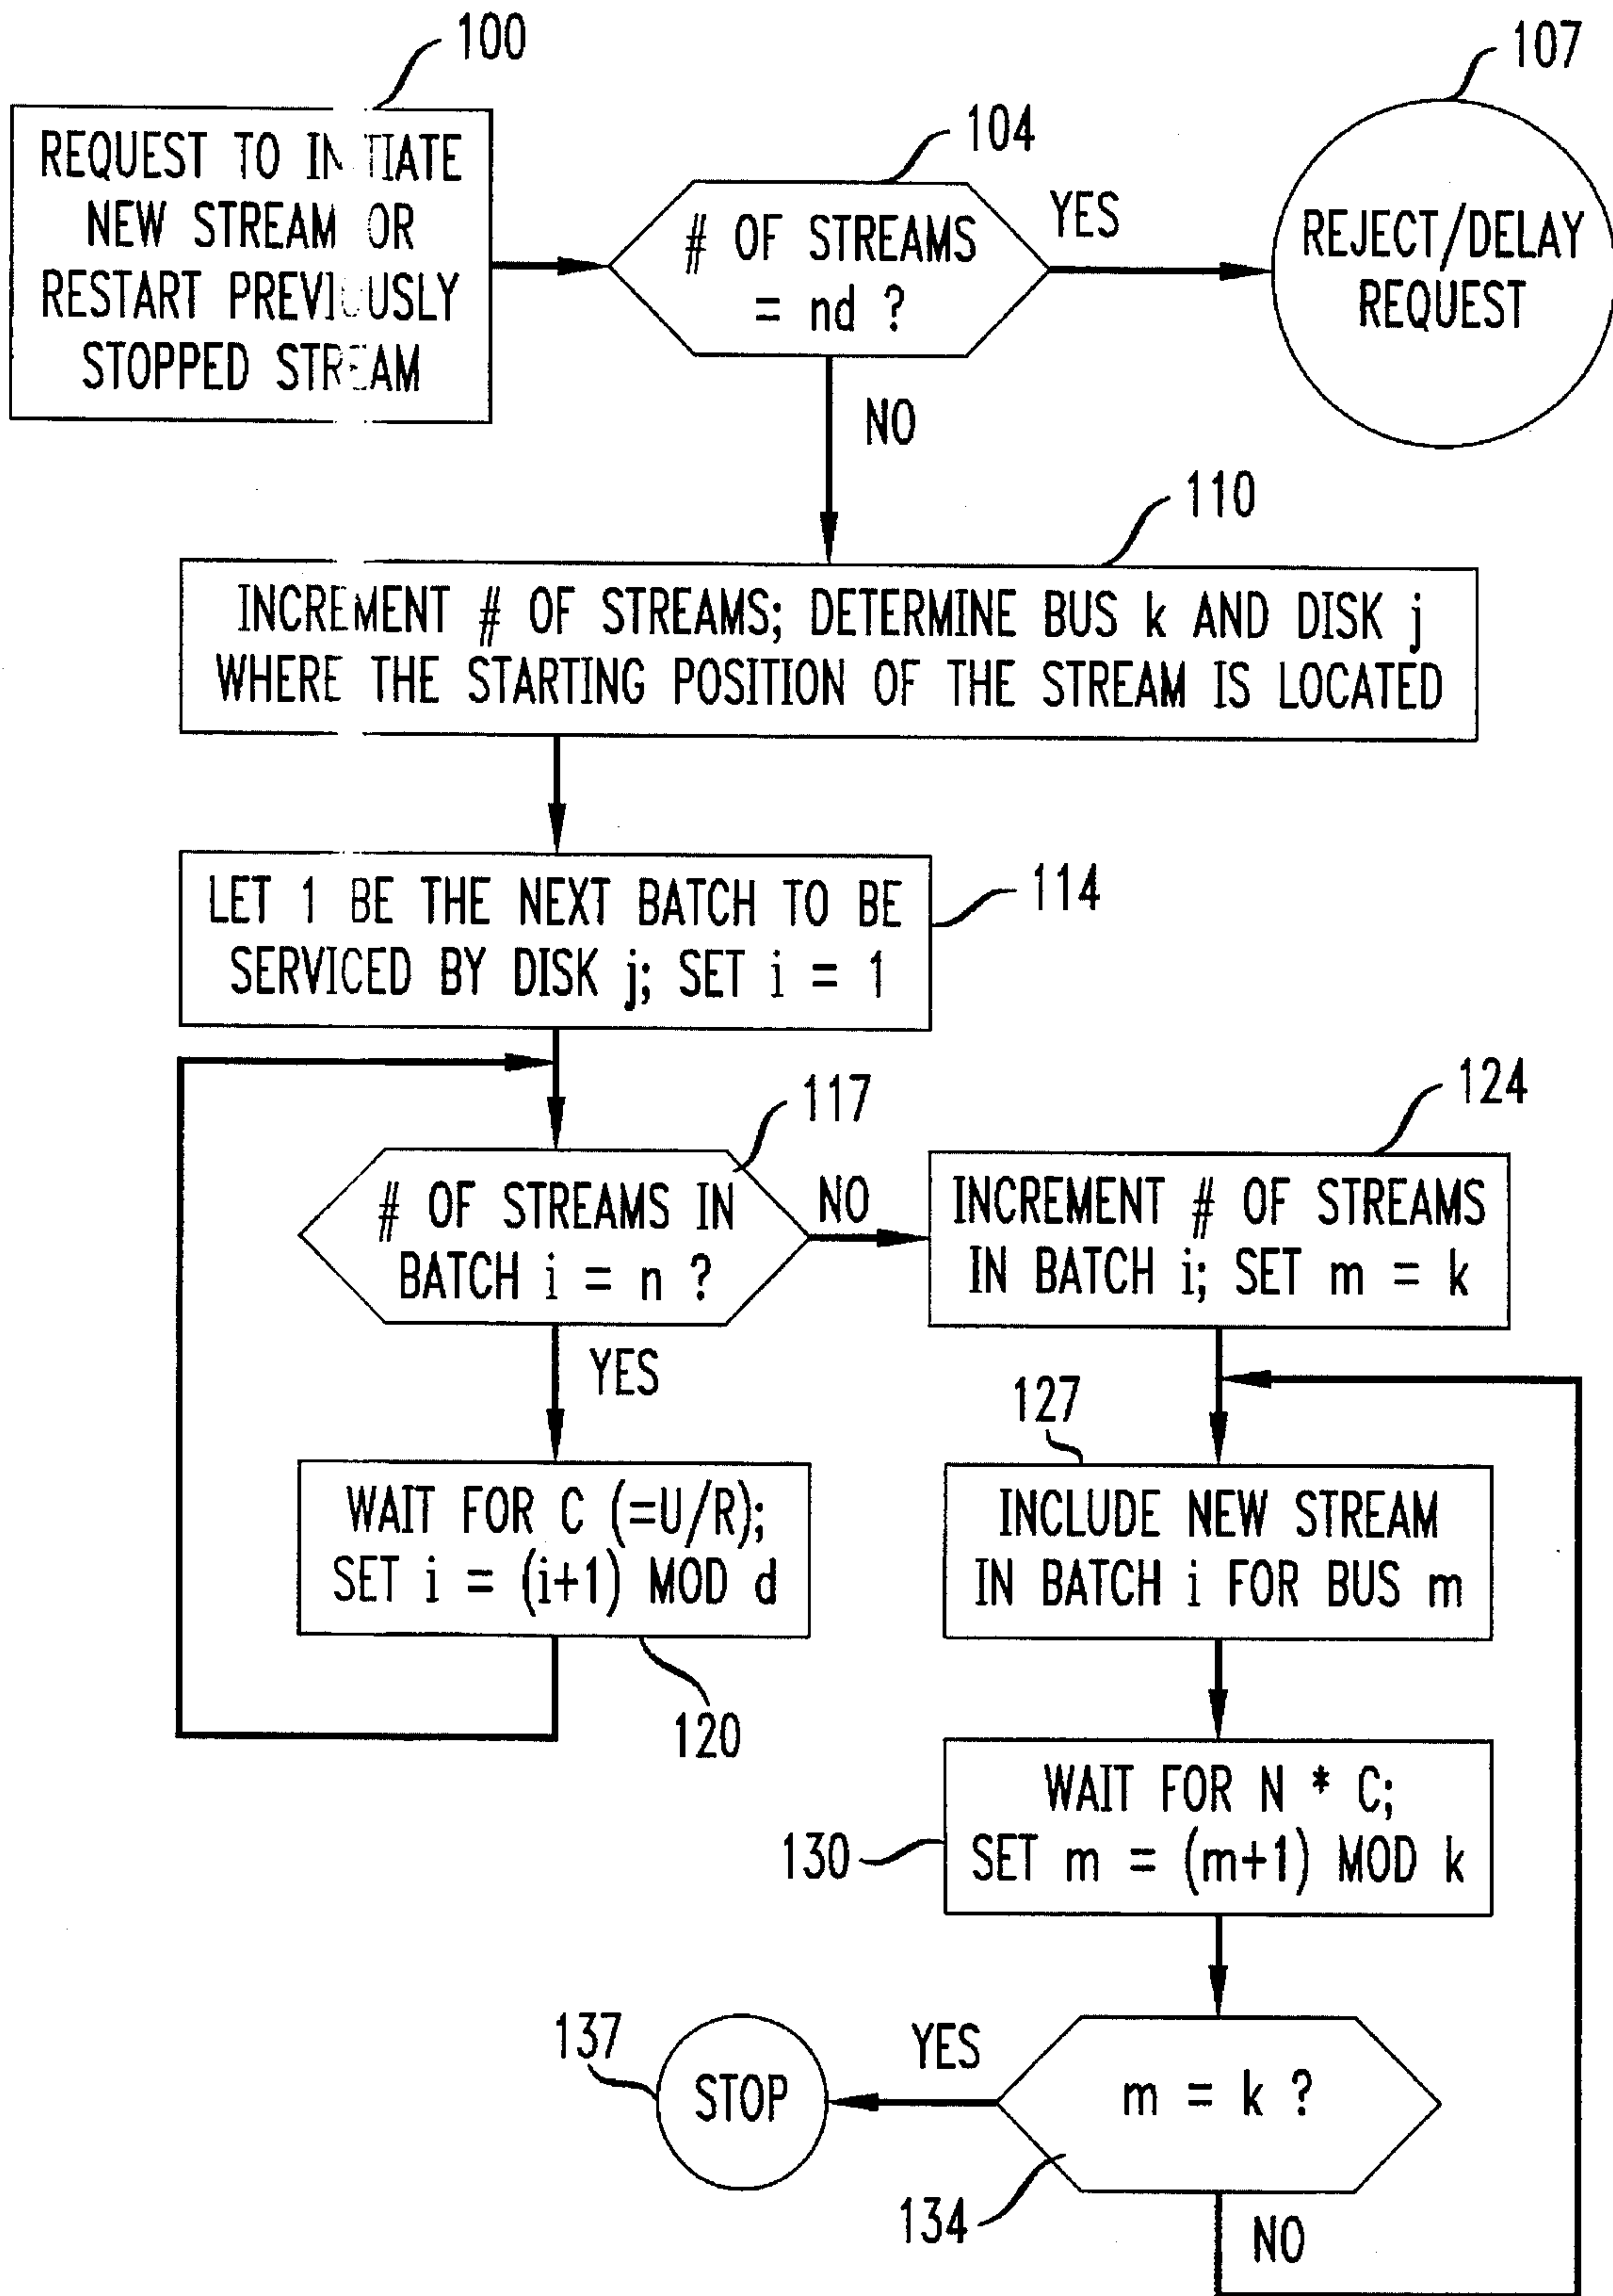 100
REQUEST TO INITIATE
NEW STREAM OR
RESTART PREVIOUSLY
STOPPED STREAM
104
# OF STREAMS
= nd ?
YES
NO
107
REJECT/DELAY
REQUEST
110
INCREMENT # OF STREAMS; DETERMINE BUS k AND DISK j
WHERE THE STARTING POSITION OF THE STREAM IS LOCATED
114
LET 1 BE THE NEXT BATCH TO BE
SERVICED BY DISK j; SET i = 1
117
# OF STREAMS IN
BATCH i = n ?
NO
YES
124
INCREMENT # OF STREAMS
IN BATCH i; SET m = k
WAIT FOR C (=U/R);
SET i = (i+1) MOD d
120
127
INCLUDE NEW STREAM
IN BATCH i FOR BUS m
130
WAIT FOR N * C;
SET m = (m+1) MOD k
134
m = k ?
YES
NO
137
STOP